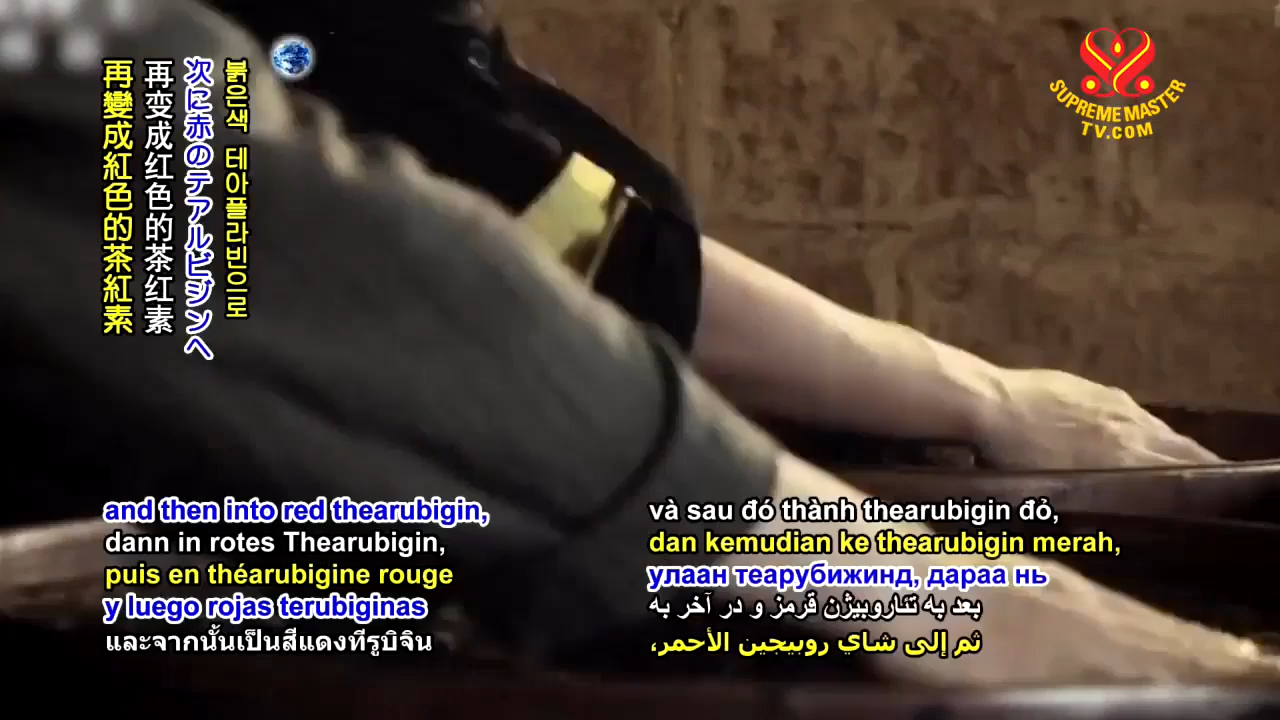 SUPREME MASTER
TV.COM
再變成紅色的茶紅素
再变成红色的茶红素
次に赤のテアルビジンへ
붉은색 테아플라빈으로
and then into red thearubigin,
dann in rotes Thearubigin,
puis en théarubigine rouge
y luego rojas terubiginas
และจากนั้นเป็นสีแดงทีรูบิจิน
và sau đó thành thearubigin đỏ,
dan kemudian ke thearubigin merah,
улаан теарубижинд, дараа нь
بعد به تئاروبیژن قرمز و در آخر به
ثم إلى شاي روبيجين الأحمر،